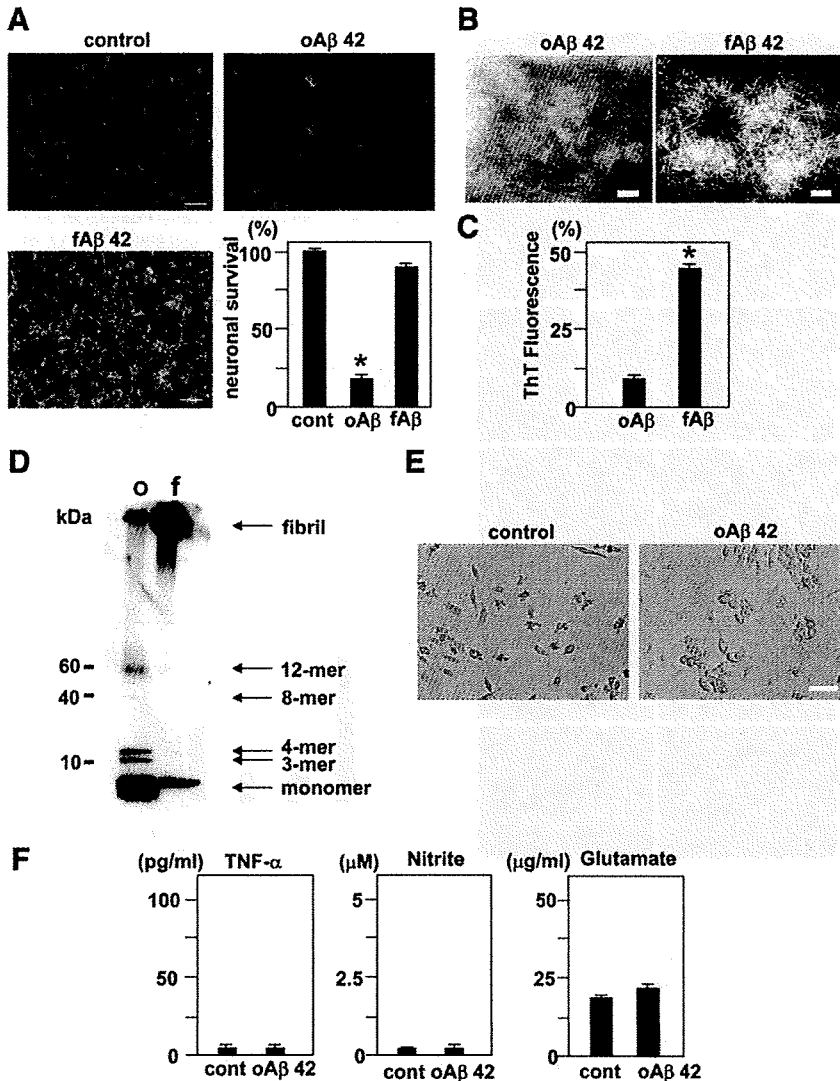 A
control
oAβ 42
fAβ 42
(%)
neuronal survival
100
50
0
*
cont oAβ fAβ
B
oAβ 42
fAβ 42
C
(%)
ThT Fluorescence
50
25
0
*
oAβ fAβ
D
o f
kDa
fibril
60
12-mer
40
8-mer
4-mer
10
3-mer
monomer
E
control
oAβ 42
F
(pg/ml) TNF-α
100
50
0
cont oAβ 42
(μM) Nitrite
5
2.5
0
cont oAβ 42
(μg/ml) Glutamate
50
25
0
cont oAβ 42